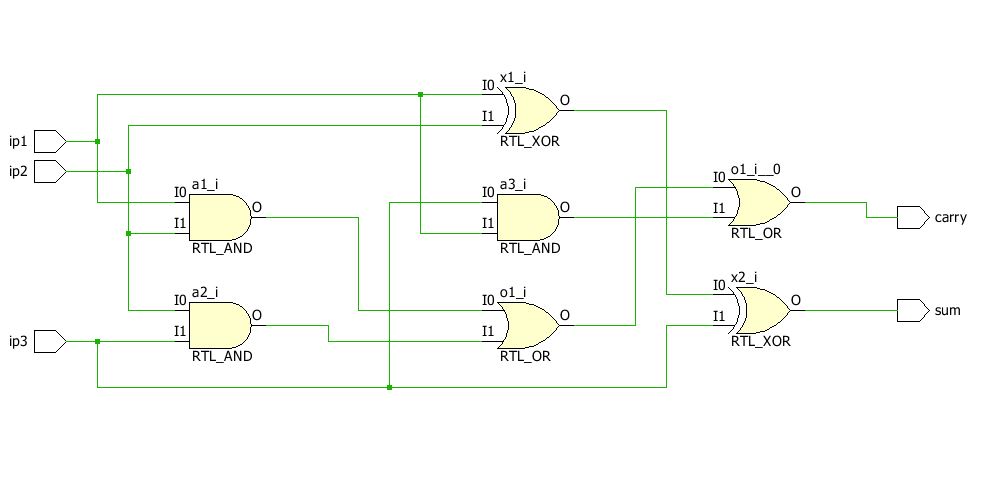 x1_i
I0
O
I1
RTL_XOR
ip1
ip2
a1_i
I0
O
I1
RTL_AND
a3_i
I0
O
I1
RTL_AND
o1_i__0
I0
O
I1
RTL_OR
carry
a2_i
I0
O
I1
RTL_AND
ip3
o1_i
I0
O
I1
RTL_OR
x2_i
I0
O
I1
RTL_XOR
sum